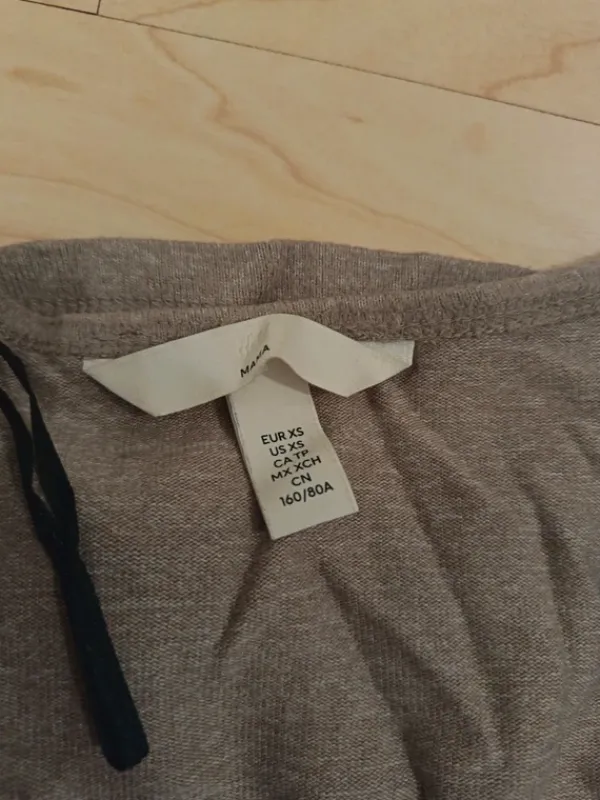 MAMA
EUR XS
US XS
CA TP
MX XCH
CN
160/80A